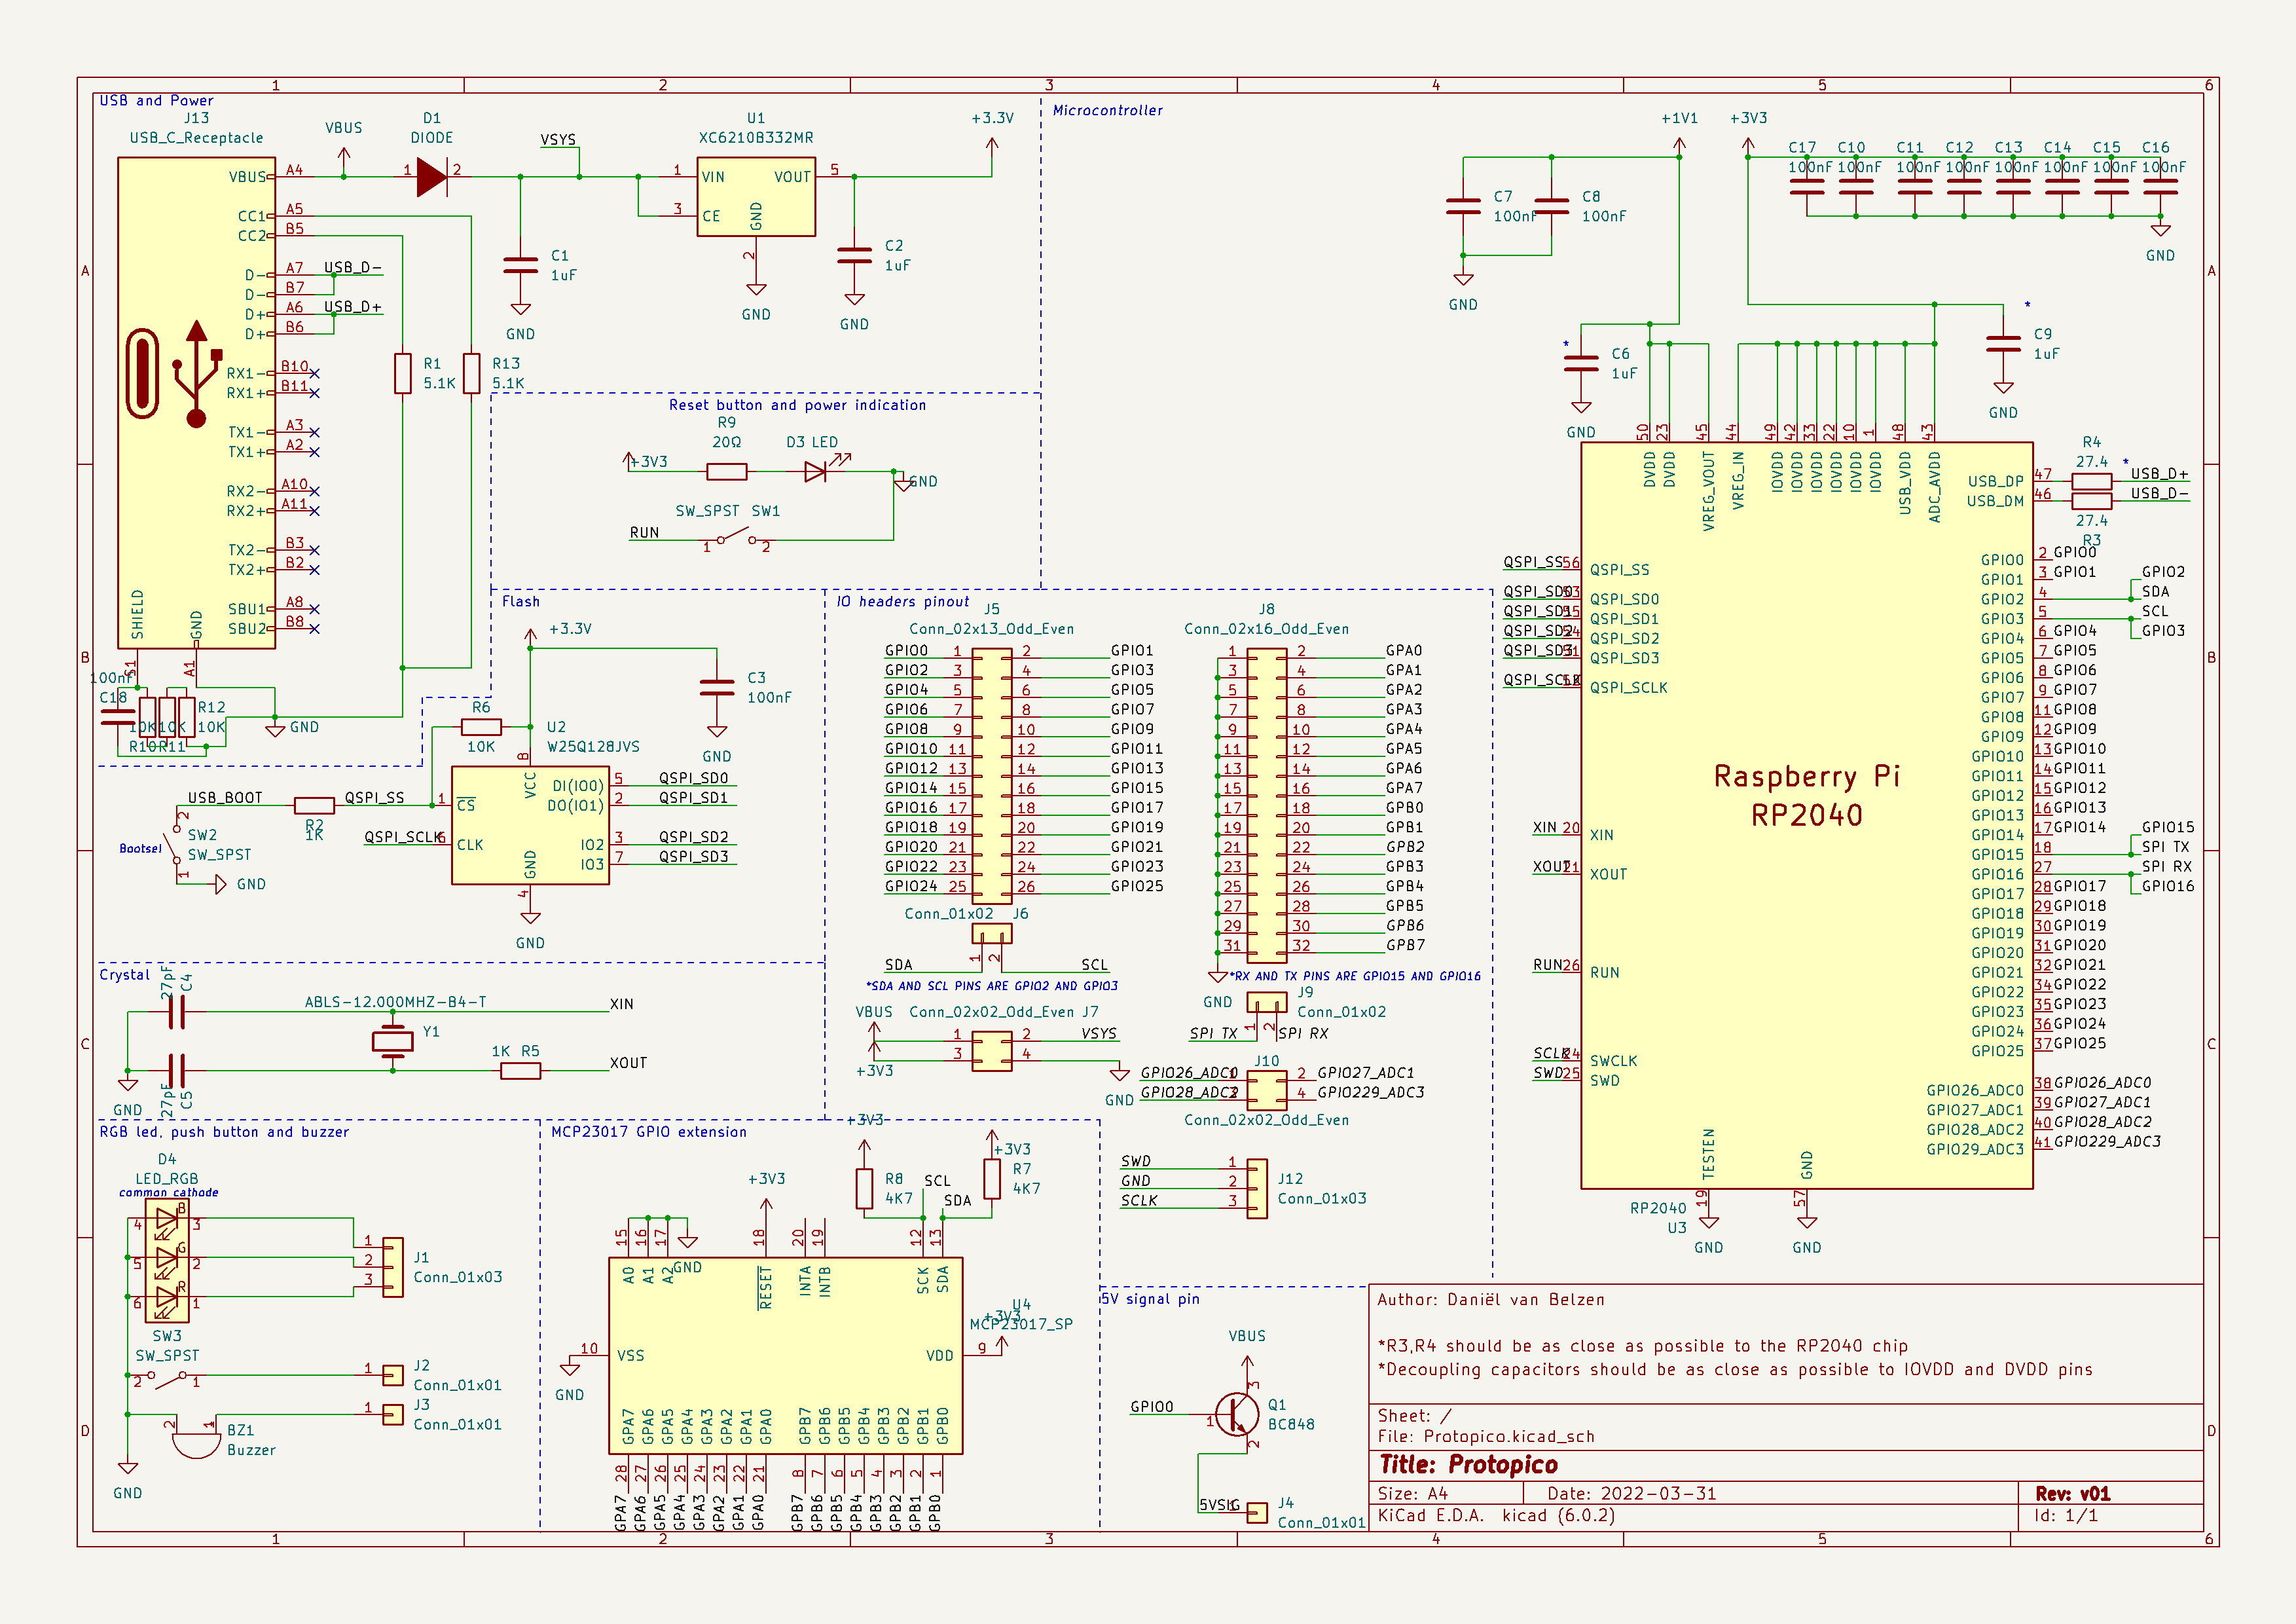 USB and Power
J13
USB_C_Receptacle
VBUS
D1
DIODE
VSYS
U1
XC6210B332MR
+3.3V
VBUS A4
CC1 A5
CC2 B5
D- A7 USB_D-
D- B7
D+ A6 USB_D+
D+ B6
RX1- B10
RX1+ B11
TX1- A3
TX1+ A2
RX2- A10
RX2+ A11
TX2- B3
TX2+ B2
SBU1 A8
SBU2 B8
SHIELD S1
GND A1
1 2
1 VIN VOUT 5
3 CE GND 2
C1
1uF
GND
GND
C2
1uF
GND
R1
5.1K
R13
5.1K
100nF
C18
10K 10K
R10 R11
R12
10K
GND
Reset button and power indication
R9
20Ω
D3 LED
+3V3
GND
SW_SPST SW1
RUN 1 2
Microcontroller
+1V1
+3V3
C7
100nF
C8
100nF
GND
C17 C10 C11 C12 C13 C14 C15 C16
100nF 100nF 100nF 100nF 100nF 100nF 100nF 100nF
GND
* C6
1uF
GND
*
C9
1uF
GND
50 23 45 44 49 42 33 22 10 1 48 43
DVDD DVDD VREG_VOUT VREG_IN IOVDD IOVDD IOVDD IOVDD IOVDD IOVDD USB_VDD ADC_AVDD
R4
27.4 *
USB_DP 47 USB_D+
USB_DM 46 USB_D-
27.4
R3
QSPI_SS 56 QSPI_SS
QSPI_SD0 53 QSPI_SD0
QSPI_SD1 55 QSPI_SD1
QSPI_SD2 54 QSPI_SD2
QSPI_SD3 51 QSPI_SD3
QSPI_SCLK 52 QSPI_SCLK
XIN 20 XIN
XOUT 21 XOUT
RUN 26 RUN
SCLK 24 SWCLK
SWD 25 SWD
Raspberry Pi
RP2040
GPIO0 2 GPIO0
GPIO1 3 GPIO1
GPIO2
GPIO2 4 SDA
GPIO3 5 SCL
GPIO3
GPIO4 6 GPIO4
GPIO5 7 GPIO5
GPIO6 8 GPIO6
GPIO7 9 GPIO7
GPIO8 11 GPIO8
GPIO9 12 GPIO9
GPIO10 13 GPIO10
GPIO11 14 GPIO11
GPIO12 15 GPIO12
GPIO13 16 GPIO13
GPIO14 17 GPIO14
GPIO15
GPIO15 18 SPI TX
GPIO16 27 SPI RX
GPIO16
GPIO17 28 GPIO17
GPIO18 29 GPIO18
GPIO19 30 GPIO19
GPIO20 31 GPIO20
GPIO21 32 GPIO21
GPIO22 34 GPIO22
GPIO23 35 GPIO23
GPIO24 36 GPIO24
GPIO25 37 GPIO25
GPIO26_ADC0 38 GPIO26_ADC0
GPIO27_ADC1 39 GPIO27_ADC1
GPIO28_ADC2 40 GPIO28_ADC2
GPIO29_ADC3 41 GPIO229_ADC3
TESTEN 19
GND 57
RP2040
U3
GND
GND
Flash
+3.3V
C3
100nF
GND
R6
10K
U2
W25Q128JVS
8 VCC
USB_BOOT
R2
1K
QSPI_SS 1 CS
QSPI_SCLK 6 CLK
DI(IO0) 5 QSPI_SD0
DO(IO1) 2 QSPI_SD1
IO2 3 QSPI_SD2
IO3 7 QSPI_SD3
GND 4
GND
Bootsel
2
SW2
SW_SPST
1
GND
IO headers pinout
J5
Conn_02x13_Odd_Even
GPIO0 1 2 GPIO1
GPIO2 3 4 GPIO3
GPIO4 5 6 GPIO5
GPIO6 7 8 GPIO7
GPIO8 9 10 GPIO9
GPIO10 11 12 GPIO11
GPIO12 13 14 GPIO13
GPIO14 15 16 GPIO15
GPIO16 17 18 GPIO17
GPIO18 19 20 GPIO19
GPIO20 21 22 GPIO21
GPIO22 23 24 GPIO23
GPIO24 25 26 GPIO25
J8
Conn_02x16_Odd_Even
1 2 GPA0
3 4 GPA1
5 6 GPA2
7 8 GPA3
9 10 GPA4
11 12 GPA5
13 14 GPA6
15 16 GPA7
17 18 GPB0
19 20 GPB1
21 22 GPB2
23 24 GPB3
25 26 GPB4
27 28 GPB5
29 30 GPB6
31 32 GPB7
GND
Conn_01x02 J6
SDA 1 2 SCL
*SDA AND SCL PINS ARE GPIO2 AND GPIO3
*RX AND TX PINS ARE GPIO15 AND GPIO16
J9
Conn_01x02
SPI TX 1 2 SPI RX
VBUS
Conn_02x02_Odd_Even J7
1 2 VSYS
3 4
+3V3
GND
J10
GPIO26_ADC0 1 2 GPIO27_ADC1
GPIO28_ADC2 3 4 GPIO229_ADC3
Conn_02x02_Odd_Even
SWD 1
GND 2
SCLK 3
J12
Conn_01x03
Crystal
27pF
C4
ABLS-12.000MHZ-B4-T
XIN
Y1
1K R5
XOUT
27pF
C5
GND
RGB led, push button and buzzer
D4
LED_RGB
common cathode
4 B 3
5 G 2
6 R 1
1
2
3
J1
Conn_01x03
SW3
SW_SPST
2 1
1
J2
Conn_01x01
2 1
1
J3
Conn_01x01
BZ1
Buzzer
GND
MCP23017 GPIO extension
+3V3
+3V3
+3V3
R8
4K7
R7
4K7
SCL
SDA
15 16 17 18 20 19 12 13
A0 A1 A2 RESET INTA INTB SCK SDA
GND
U4
MCP23017_SP
+3V3
10 VSS
VDD 9
GND
GPA7 GPA6 GPA5 GPA4 GPA3 GPA2 GPA1 GPA0 GPB7 GPB6 GPB5 GPB4 GPB3 GPB2 GPB1 GPB0
28 27 26 25 24 23 22 21 8 7 6 5 4 3 2 1
GPA7 GPA6 GPA5 GPA4 GPA3 GPA2 GPA1 GPA0 GPB7 GPB6 GPB5 GPB4 GPB3 GPB2 GPB1 GPB0
5V signal pin
VBUS
3
GPIO0 1
Q1
BC848
2
5VSIG 1
J4
Conn_01x01
Author: Daniël van Belzen
*R3,R4 should be as close as possible to the RP2040 chip
*Decoupling capacitors should be as close as possible to IOVDD and DVDD pins
Sheet: /
File: Protopico.kicad_sch
Title: Protopico
Size: A4 Date: 2022-03-31 Rev: v01
KiCad E.D.A. kicad (6.0.2) Id: 1/1
1 2 3 4 5 6
A B C D
A B C D
1 2 3 4 5 6